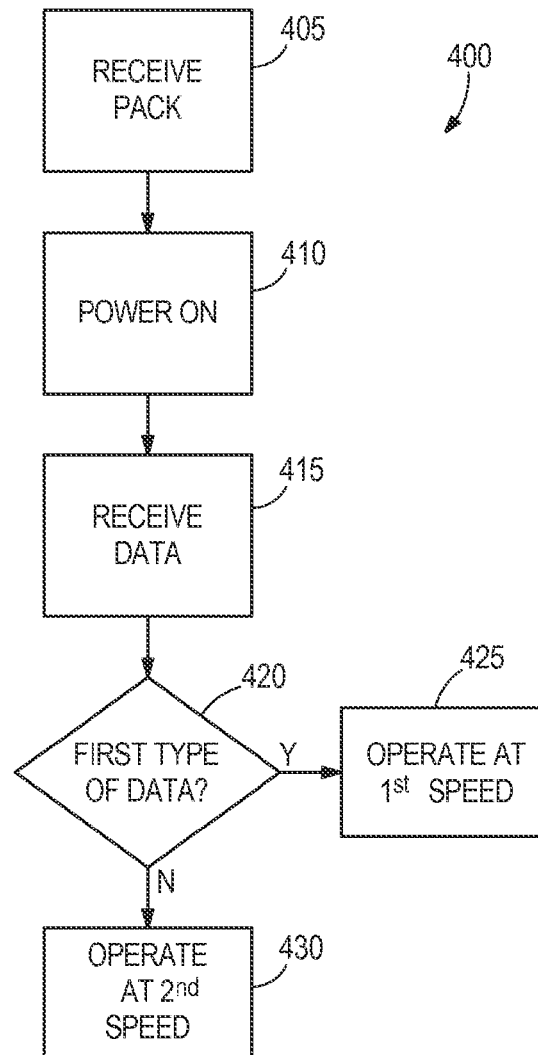 405
RECEIVE
PACK
400
410
POWER ON
415
RECEIVE
DATA
420
425
FIRST TYPE
OF DATA?
Y
OPERATE AT
1st SPEED
N
430
OPERATE
AT 2nd
SPEED